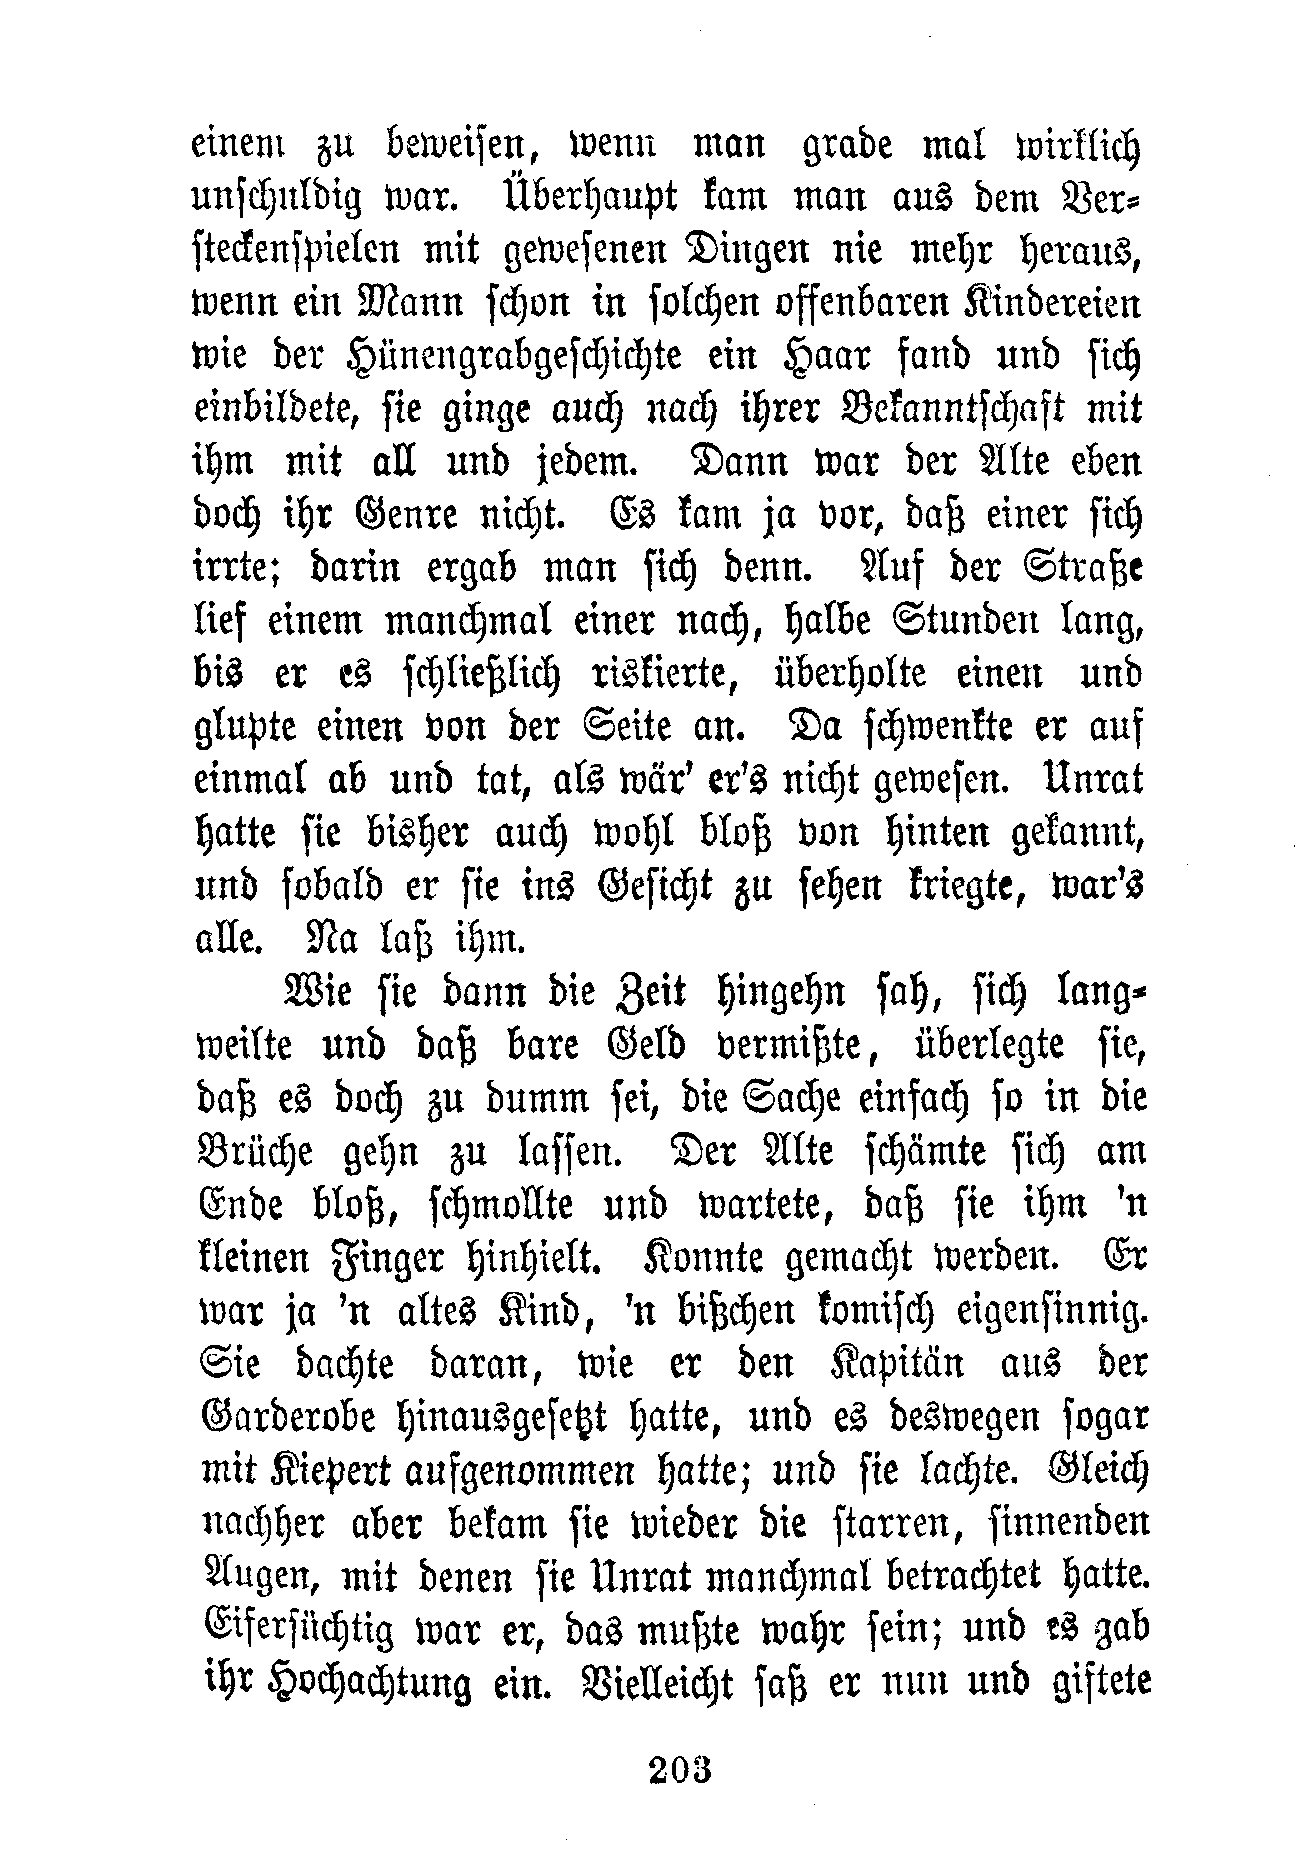 einem zu beweisen, wenn man grade mal wirklich
unschuldig war. Überhaupt kam man aus dem Ver-
steckenspielen mit gewesenen Dingen nie mehr heraus,
wenn ein Mann schon in solchen offenbaren Kindereien
wie der Hünengrabgeschichte ein Haar fand und sich
einbildete, sie ginge auch nach ihrer Bekanntschaft mit
ihm mit all und jedem. Dann war der Alte eben
doch ihr Genre nicht. Es kam ja vor, daß einer sich
irrte; darin ergab man sich denn. Auf der Straße
lief einem manchmal einer nach, halbe Stunden lang,
bis er es schließlich riskierte, überholte einen und
glupte einen von der Seite an. Da schwenkte er auf
einmal ab und tat, als wär' er's nicht gewesen. Unrat
hatte sie bisher auch wohl bloß von hinten gekannt,
und sobald er sie ins Gesicht zu sehen kriegte, war's
alle. Na laß ihm.
Wie sie dann die Zeit hingehn sah, sich lang-
weilte und daß bare Geld vermißte, überlegte sie,
daß es doch zu dumm sei, die Sache einfach so in die
Brüche gehn zu lassen. Der Alte schämte sich am
Ende bloß, schmollte und wartete, daß sie ihm 'n
kleinen Finger hinhielt. Konnte gemacht werden. Er
war ja 'n altes Kind, 'n bißchen komisch eigensinnig.
Sie dachte daran, wie er den Kapitän aus der
Garderobe hinausgesetzt hatte, und es deswegen sogar
mit Kiepert aufgenommen hatte; und sie lachte. Gleich
nachher aber bekam sie wieder die starren, sinnenden
Augen, mit denen sie Unrat manchmal betrachtet hatte.
Eifersüchtig war er, das mußte wahr sein; und es gab
ihr Hochachtung ein. Vielleicht saß er nun und giftete
203